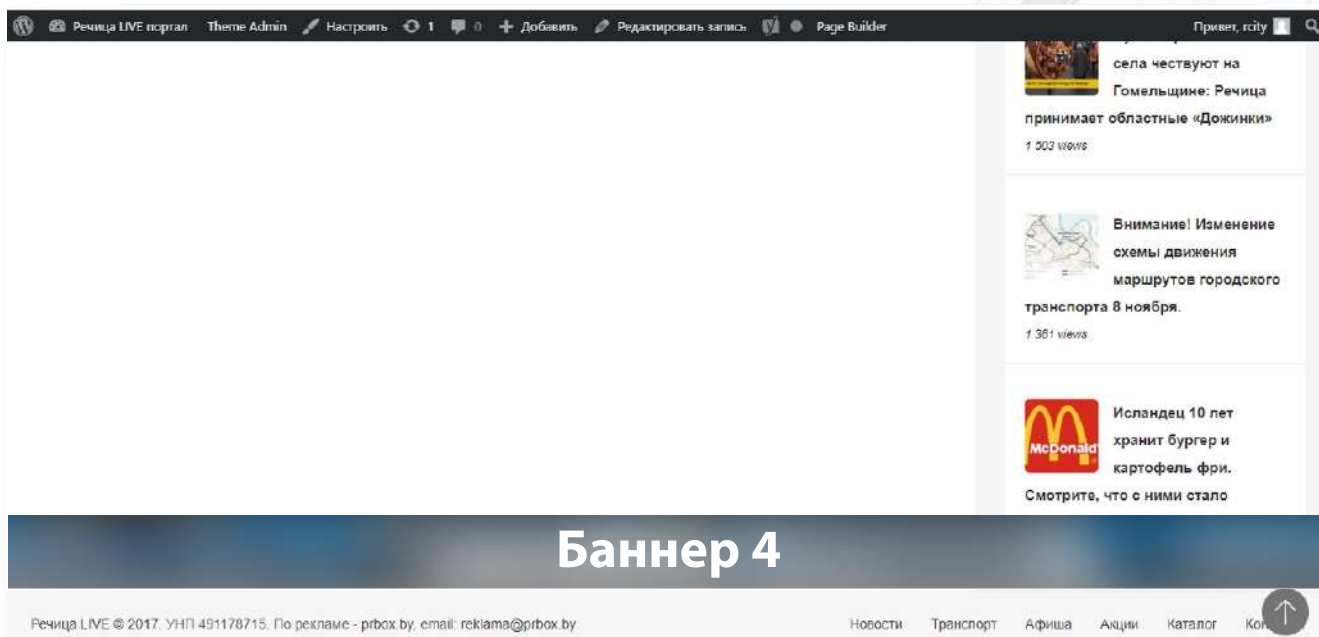 Речица LIVE портал Theme Admin Настроить 1 0 Добавить Редактировать запись Page Builder Привет, rcity
села чествуют на
Гомельщине: Речица
принимает областные «Дожинки»
1 503 views
Внимание! Изменение
схемы движения
маршрутов городского
транспорта 8 ноября.
1 381 views
McDonald
Исландец 10 лет
хранит бургер и
картофель фри.
Смотрите, что с ними стало
Баннер 4
Речица LIVE © 2017. УНП 491178715. По рекламе - prbox.by, email: reklama@prbox.by Новости Транспорт Афиша Акции Каталог